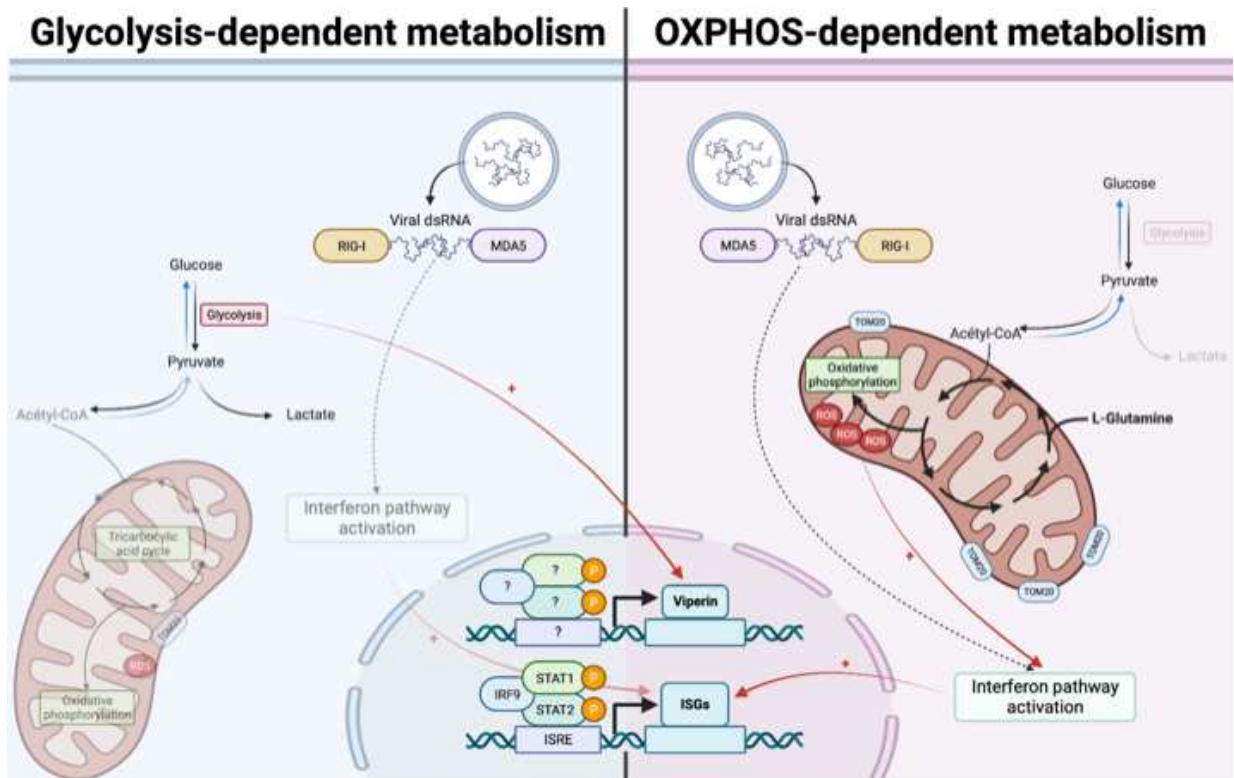 Glycolysis-dependent metabolism
OXPHOS-dependent metabolism
Viral dsRNA
RIG-I
MDA5
Glucose
Glycolysis
Pyruvate
Acétyl-CoA
Lactate
+
Interferon pathway
activation
Tricarbocylic
acid cycle
TOM20
ROS
Oxidative
phosphorylation
+
Viral dsRNA
MDA5
RIG-I
Glucose
Glycolysis
Pyruvate
Lactate
TOM20
Acétyl-CoA
Oxidative
phosphorylation
ROS
ROS
ROS
L-Glutamine
TOM20
TOM20
TOM20
+
Interferon pathway
activation
+
?
P
?
?
P
?
Viperin
STAT1
P
IRF9
STAT2
P
ISRE
ISGs